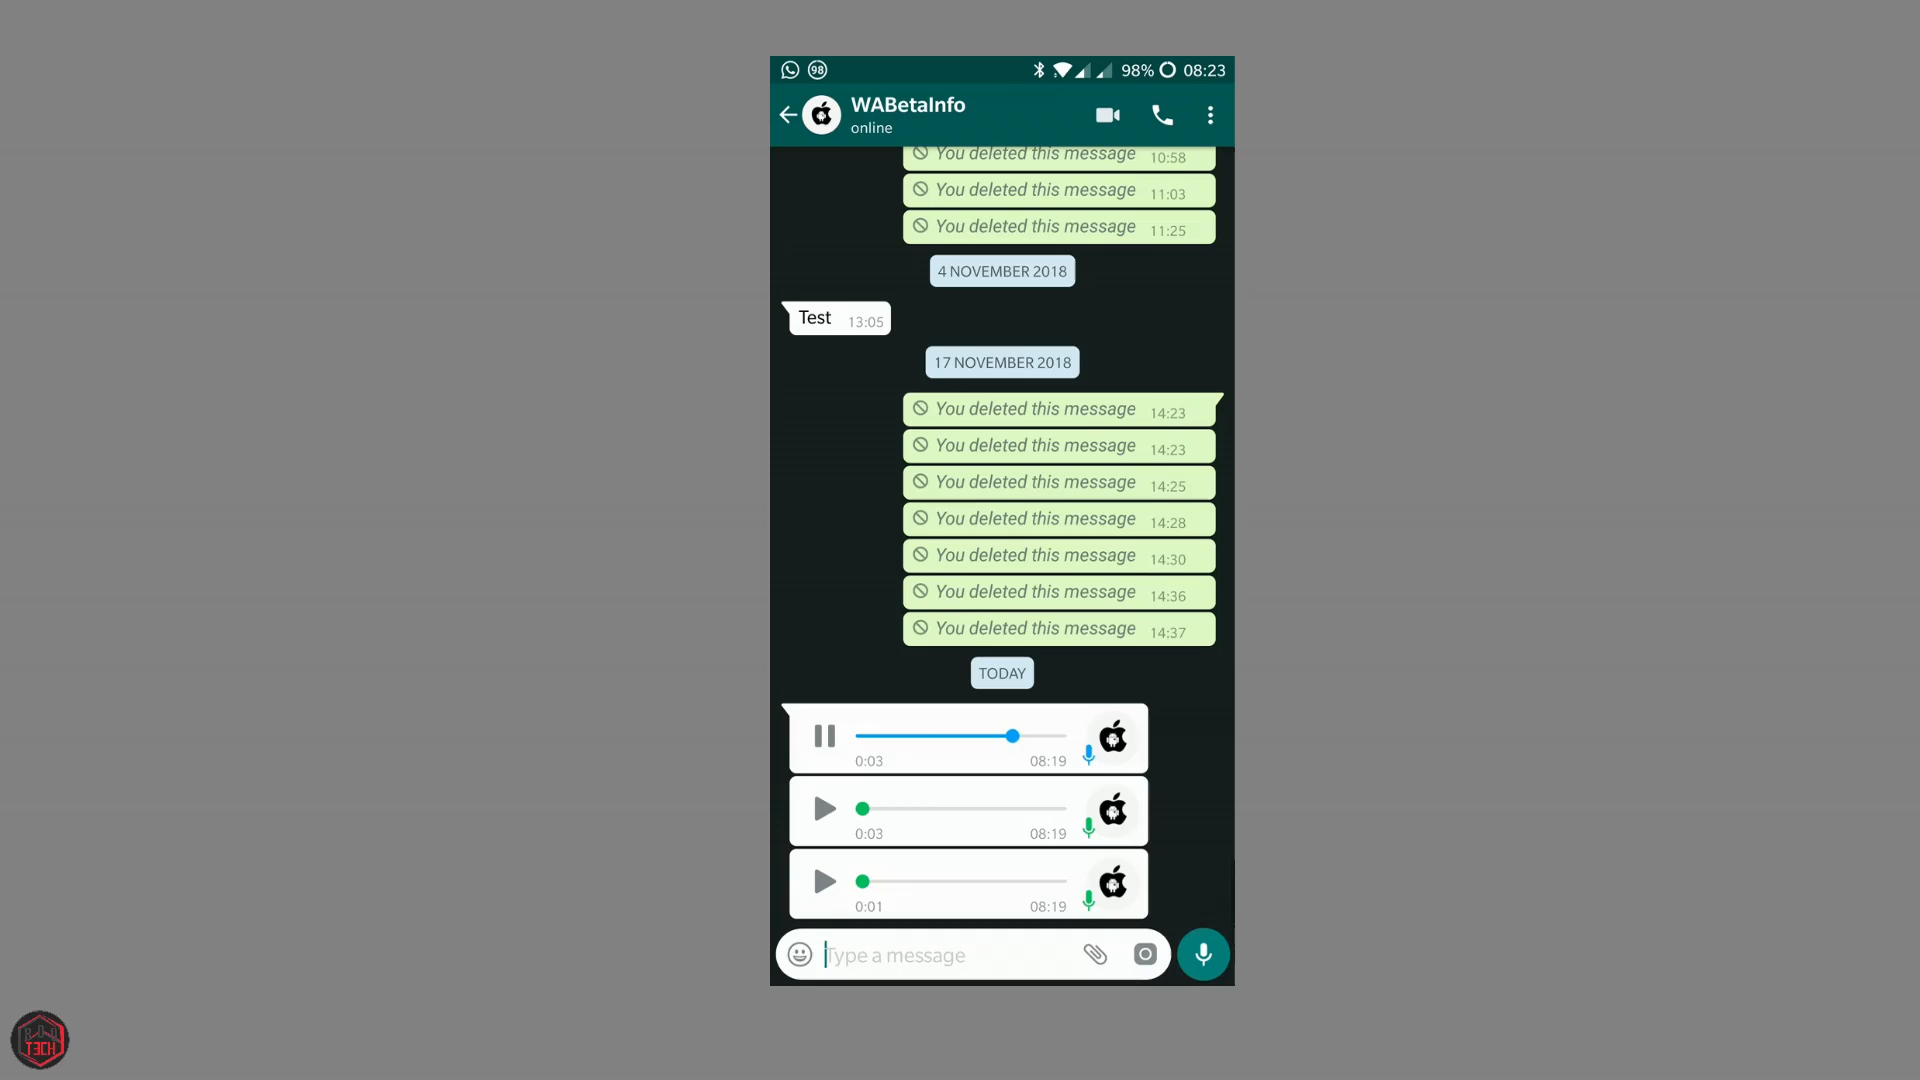 98
98% 08:23
WABetaInfo
online
You deleted this message 10:58
You deleted this message 11:03
You deleted this message 11:25
4 NOVEMBER 2018
Test 13:05
17 NOVEMBER 2018
You deleted this message 14:23
You deleted this message 14:23
You deleted this message 14:25
You deleted this message 14:28
You deleted this message 14:30
You deleted this message 14:36
You deleted this message 14:37
TODAY
0:03 08:19
0:03 08:19
0:01 08:19
Type a message
T3CH